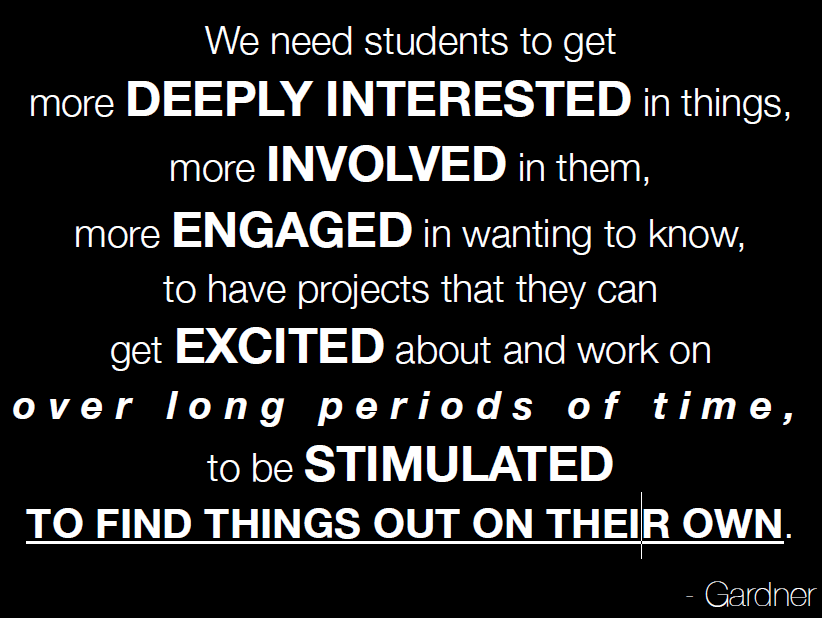 We need students to get
more DEEPLY INTERESTED in things,
more INVOLVED in them,
more ENGAGED in wanting to know,
to have projects that they can
get EXCITED about and work on
over long periods of time,
to be STIMULATED
TO FIND THINGS OUT ON THEIR OWN.
- Gardner